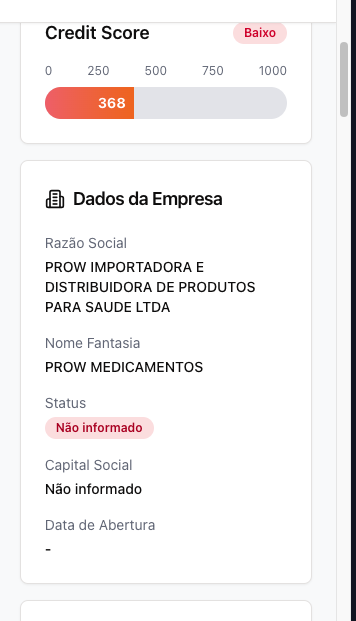 Credit Score
Baixo
0 250 500 750 1000
368
Dados da Empresa
Razão Social
PROW IMPORTADORA E
DISTRIBUIDORA DE PRODUTOS
PARA SAUDE LTDA
Nome Fantasia
PROW MEDICAMENTOS
Status
Não informado
Capital Social
Não informado
Data de Abertura
-